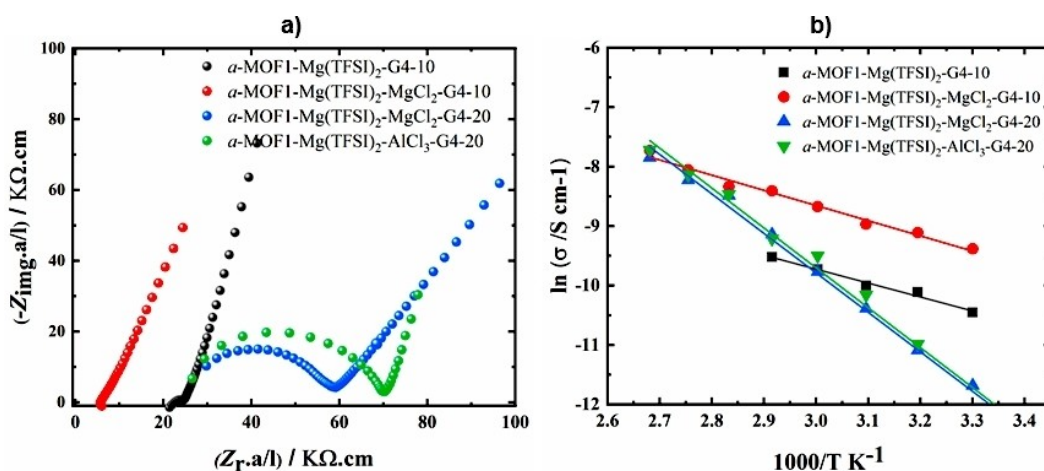 a)
100
80
60
40
20
0
(-Zimg.a/l) / KΩ.cm
a-MOF1-Mg(TFSI)2-G4-10
a-MOF1-Mg(TFSI)2-MgCl2-G4-10
a-MOF1-Mg(TFSI)2-MgCl2-G4-20
a-MOF1-Mg(TFSI)2-AlCl3-G4-20
0 20 40 60 80 100
(Zr.a/l) / KΩ.cm
b)
-6
-7
-8
-9
-10
-11
-12
ln (σ /S cm-1)
a-MOF1-Mg(TFSI)2-G4-10
a-MOF1-Mg(TFSI)2-MgCl2-G4-10
a-MOF1-Mg(TFSI)2-MgCl2-G4-20
a-MOF1-Mg(TFSI)2-AlCl3-G4-20
2.6 2.7 2.8 2.9 3.0 3.1 3.2 3.3 3.4
1000/T K-1